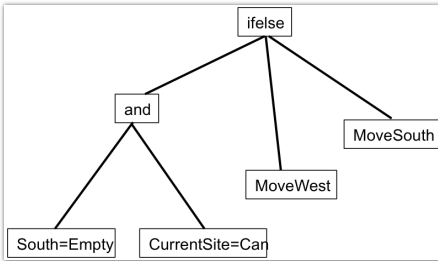 ifelse
and
MoveSouth
MoveWest
South=Empty
CurrentSite=Can